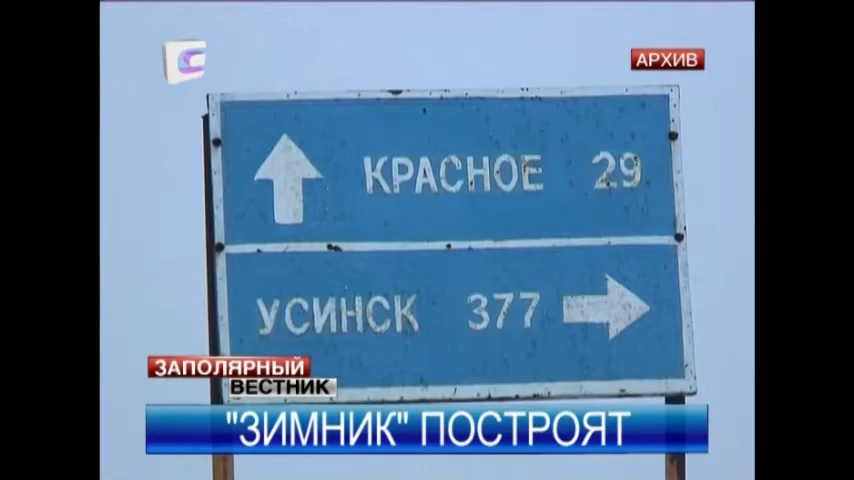 АРХИВ
КРАСНОЕ 29
УСИНСК 377
ЗАПОЛЯРНЫЙ
ВЕСТНИК
"ЗИМНИК" ПОСТРОЯТ